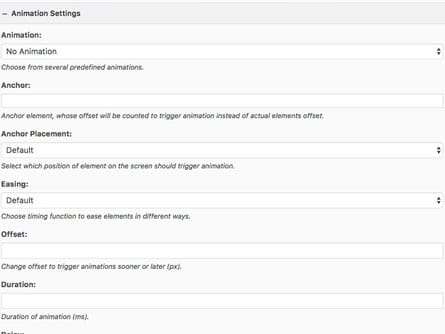 – Animation Settings
Animation:
No Animation
Choose from several predefined animations.
Anchor:
Anchor element, whose offset will be counted to trigger animation instead of actual elements offset.
Anchor Placement:
Default
Select which position of element on the screen should trigger animation.
Easing:
Default
Choose timing function to ease elements in different ways.
Offset:
Change offset to trigger animations sooner or later (px).
Duration:
Duration of animation (ms).